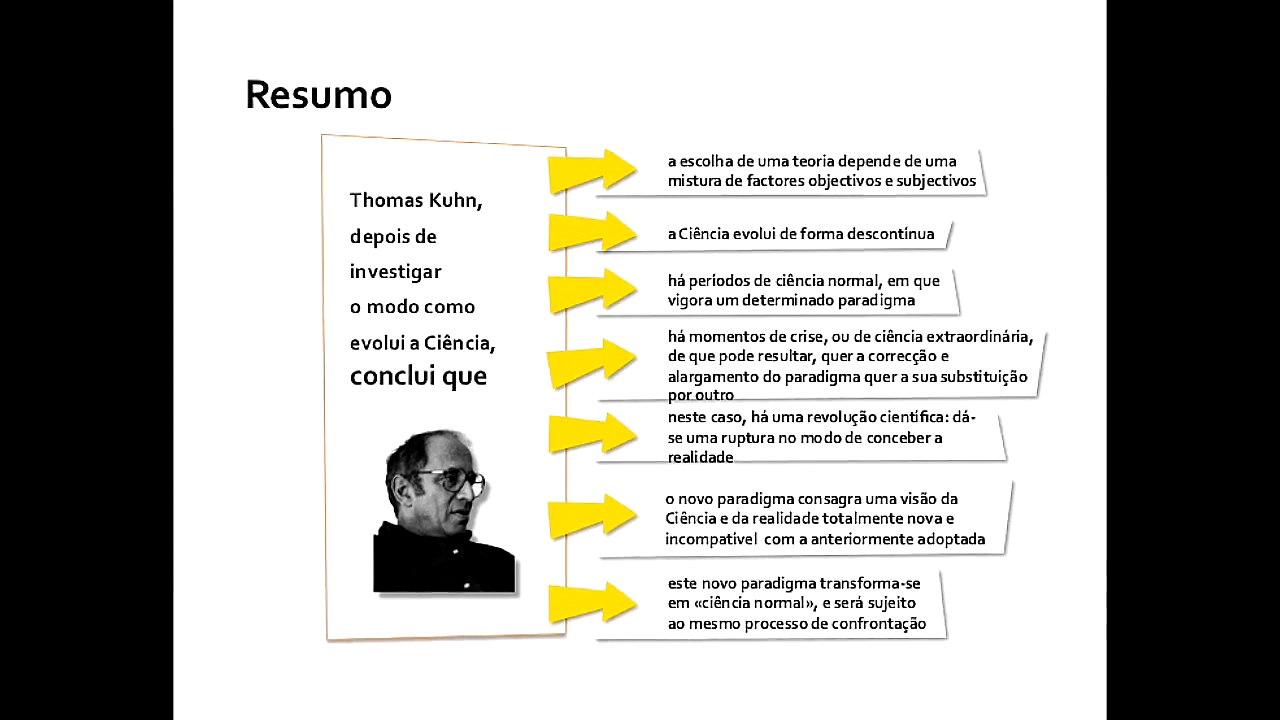 Resumo
Thomas Kuhn,
depois de
investigar
o modo como
evolui a Ciência,
conclui que
a escolha de uma teoria depende de uma
mistura de factores objectivos e subjectivos
a Ciência evolui de forma descontínua
há períodos de ciência normal, em que
vigora um determinado paradigma
há momentos de crise, ou de ciência extraordinária,
de que pode resultar, quer a correcção e
alargamento do paradigma quer a sua substituição
por outro
neste caso, há uma revolução cientifica: dá-
se uma ruptura no modo de conceber a
realidade
o novo paradigma consagra uma visão da
Ciência e da realidade totalmente nova e
incompativel com a anteriormente adoptada
este novo paradigma transforma-se
em «ciência normal», e será sujeito
ao mesmo processo de confrontação